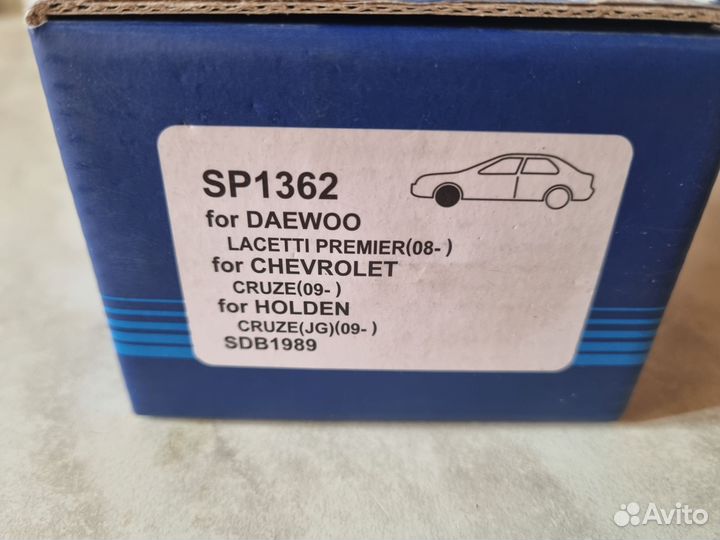 SP1362
for DAEWOO
LACETTI PREMIER(08- )
for CHEVROLET
CRUZE(09- )
for HOLDEN
CRUZE(JG)(09- )
SDB1989
Avito